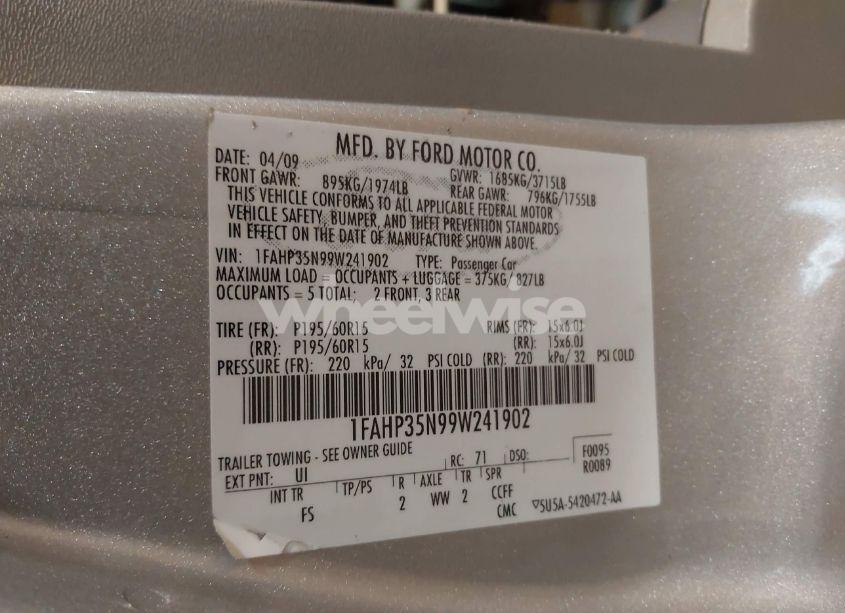 MFD. BY FORD MOTOR CO.
DATE: 04/09 GVWR: 1685KG/3715LB
FRONT GAWR: 895KG/1974LB REAR GAWR: 796KG/1755LB
THIS VEHICLE CONFORMS TO ALL APPLICABLE FEDERAL MOTOR
VEHICLE SAFETY, BUMPER, AND THEFT PREVENTION STANDARDS
IN EFFECT ON THE DATE OF MANUFACTURE SHOWN ABOVE.
VIN: 1FAHP35N99W241902 TYPE: Passenger Car
MAXIMUM LOAD = OCCUPANTS + LUGGAGE = 375KG/827LB
OCCUPANTS = 5 TOTAL: 2 FRONT, 3 REAR
wheelwise
TIRE (FR): P195/60R15 RIMS (FR): 15x6.0J
(RR): P195/60R15 (RR): 15x6.0J
PRESSURE (FR): 220 kPa/ 32 PSI COLD (RR): 220 kPa/ 32 PSI COLD
1FAHP35N99W241902
TRAILER TOWING - SEE OWNER GUIDE
EXT PNT: UI RC: 71 DSO: F0095
R0089
INT TR TP/PS R AXLE TR SPR
FS 2 WW 2 CCFF
CMC ▽5U5A-5420472-AA